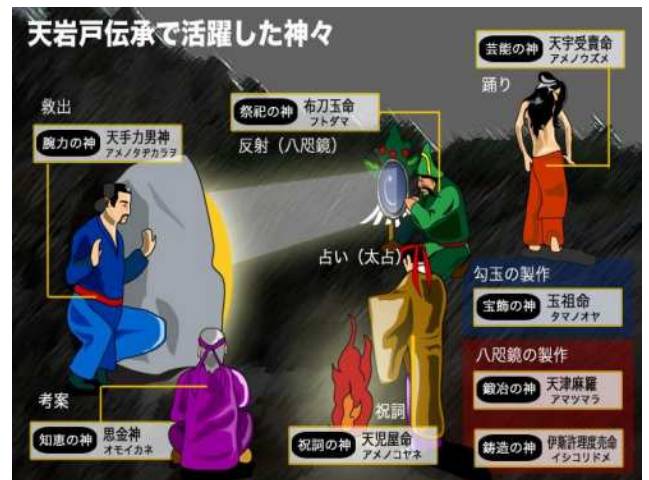 天岩戸伝承で活躍した神々
芸能の神 天宇受賣命
アメノウズメ
踊り
救出
腕力の神 天手力男神
アメノタヂカラヲ
祭祀の神 布刀玉命
フトダマ
反射（八咫鏡）
占い（太占）
勾玉の製作
宝飾の神 玉祖命
タマノオヤ
八咫鏡の製作
鍛冶の神 天津麻羅
アマツマラ
鋳造の神 伊斯許理度売命
イシコリドメ
考案
知恵の神 思金神
オモイカネ
祝詞
祝詞の神 天児屋命
アメノコヤネ